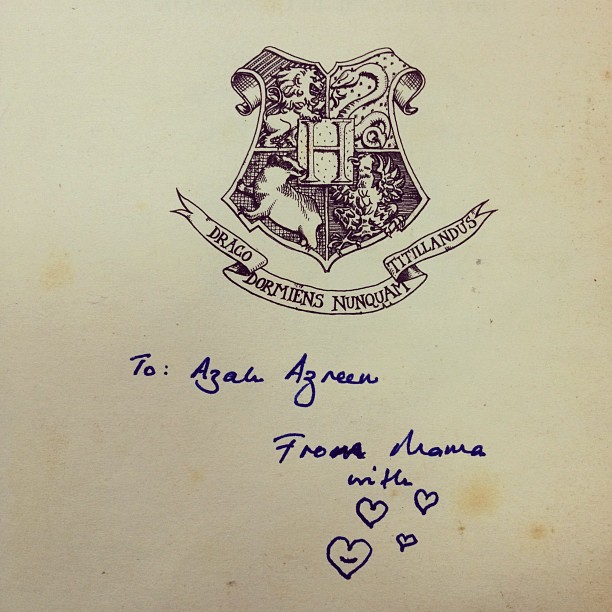 H
DRACO
DORMIENS NUNQUAM
TITILLANDUS
To: Azah Azreen
From Mama
with